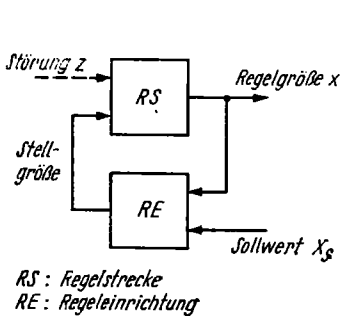 Störung z
Regelgröße x
RS
Stell-
größe
RE
Sollwert Xs
RS : Regelstrecke
RE : Regeleinrichtung